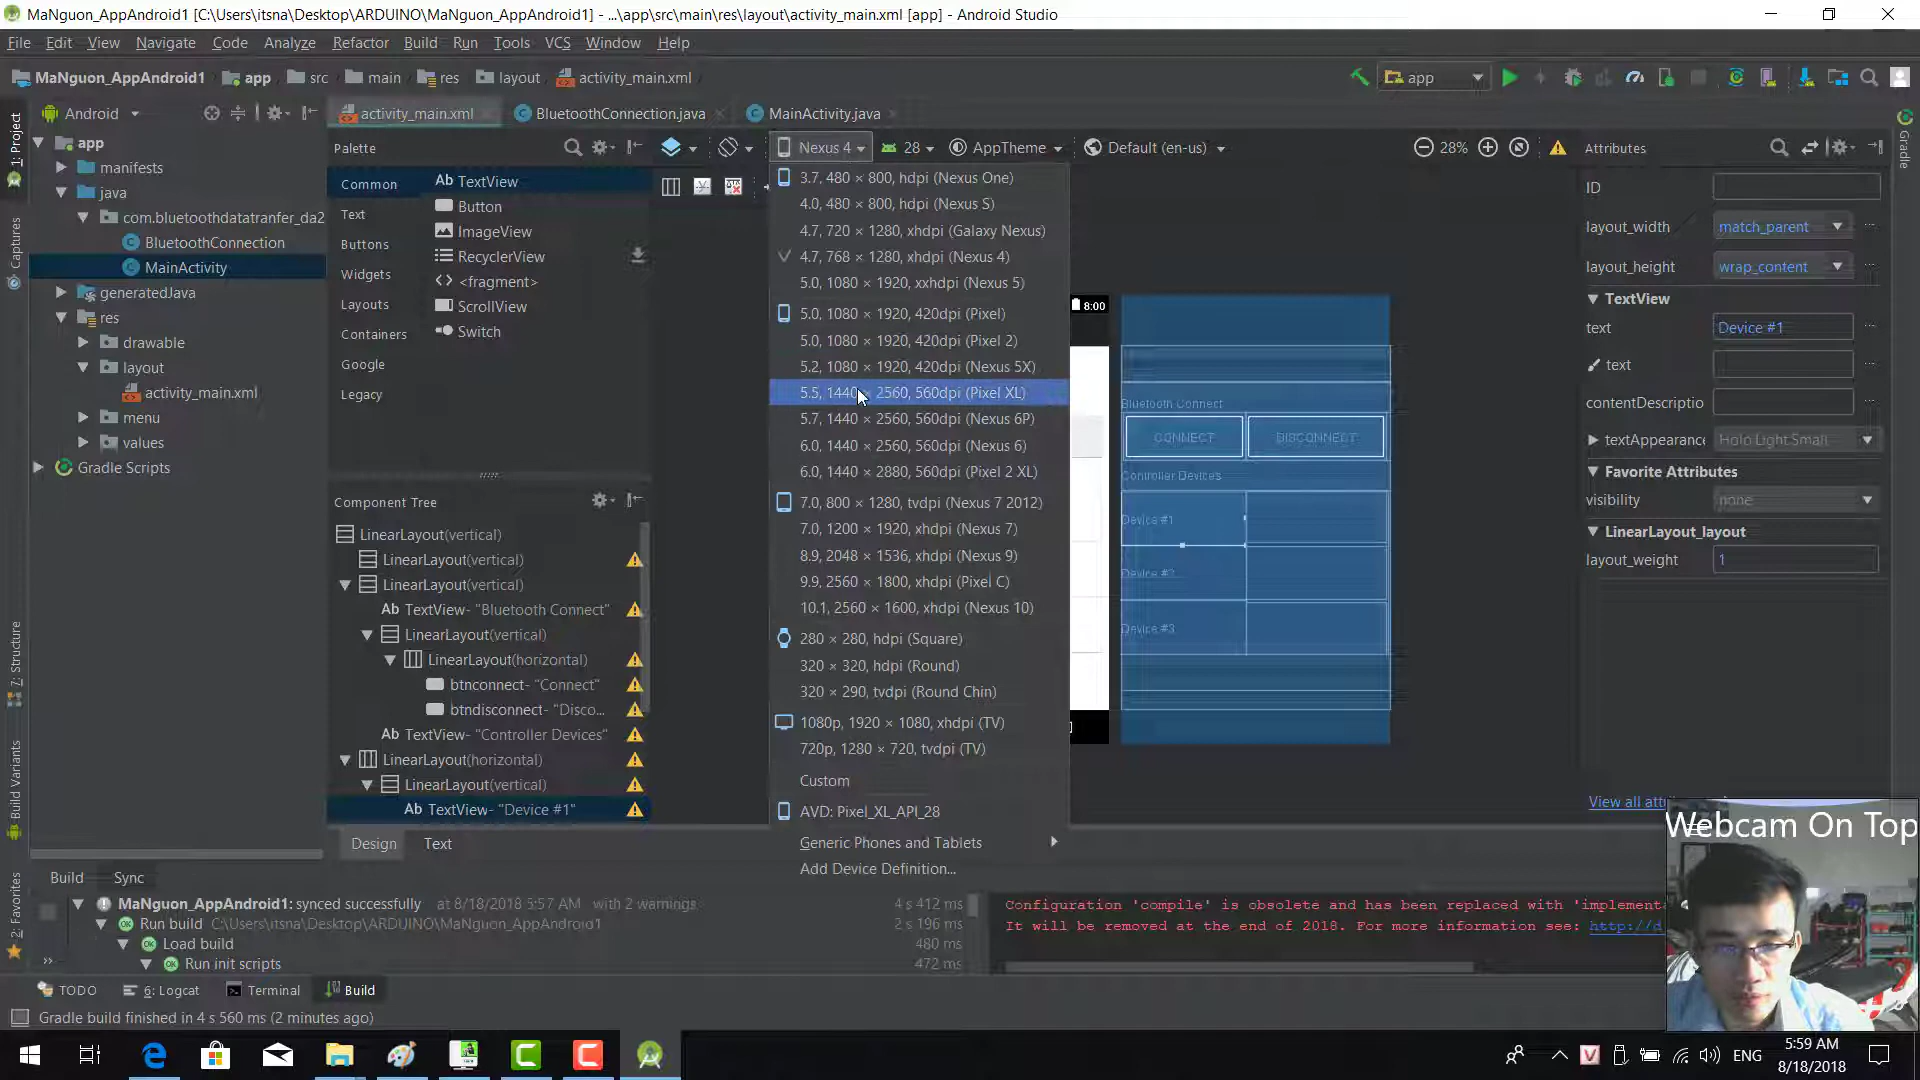 MaNguon_AppAndroid1 [C:\Users\itsna\Desktop\ARDUINO\MaNguon_AppAndroid1] - ...\app\src\main\res\layout\activity_main.xml [app] - Android Studio
File Edit View Navigate Code Analyze Refactor Build Run Tools VCS Window Help
MaNguon_AppAndroid1 app src main res layout activity_main.xml app
Android activity_main.xml BluetoothConnection.java MainActivity.java
1: Project
Captures
7: Structure
Build Variants
2: Favorites
Gradle
app
manifests
java
com.bluetoothdatatranfer_da2
BluetoothConnection
MainActivity
generatedJava
res
drawable
layout
activity_main.xml
menu
values
Gradle Scripts
Palette
Common
Text
Buttons
Widgets
Layouts
Containers
Google
Legacy
Ab TextView
Button
ImageView
RecyclerView
<fragment>
ScrollView
Switch
Component Tree
LinearLayout(vertical)
LinearLayout(vertical)
LinearLayout(vertical)
Ab TextView- "Bluetooth Connect"
LinearLayout(vertical)
LinearLayout(horizontal)
btnconnect- "Connect"
btndisconnect- "Disco...
Ab TextView- "Controller Devices"
LinearLayout(horizontal)
LinearLayout(vertical)
Ab TextView- "Device #1"
Design Text
Nexus 4 28 AppTheme Default (en-us) 28%
3.7, 480 × 800, hdpi (Nexus One)
4.0, 480 × 800, hdpi (Nexus S)
4.7, 720 × 1280, xhdpi (Galaxy Nexus)
4.7, 768 × 1280, xhdpi (Nexus 4)
5.0, 1080 × 1920, xxhdpi (Nexus 5)
5.0, 1080 × 1920, 420dpi (Pixel)
5.0, 1080 × 1920, 420dpi (Pixel 2)
5.2, 1080 × 1920, 420dpi (Nexus 5X)
5.5, 1440 × 2560, 560dpi (Pixel XL)
5.7, 1440 × 2560, 560dpi (Nexus 6P)
6.0, 1440 × 2560, 560dpi (Nexus 6)
6.0, 1440 × 2880, 560dpi (Pixel 2 XL)
7.0, 800 × 1280, tvdpi (Nexus 7 2012)
7.0, 1200 × 1920, xhdpi (Nexus 7)
8.9, 2048 × 1536, xhdpi (Nexus 9)
9.9, 2560 × 1800, xhdpi (Pixel C)
10.1, 2560 × 1600, xhdpi (Nexus 10)
280 × 280, hdpi (Square)
320 × 320, hdpi (Round)
320 × 290, tvdpi (Round Chin)
1080p, 1920 × 1080, xhdpi (TV)
720p, 1280 × 720, tvdpi (TV)
Custom
AVD: Pixel_XL_API_28
Generic Phones and Tablets
Add Device Definition...
8:00
Bluetooth Connect
CONNECT DISCONNECT
Controller Devices
Device #1
Device #2
Device #3
Attributes
ID
layout_width match_parent
layout_height wrap_content
TextView
text Device #1
text
contentDescriptio
textAppearance Holo.Light.Small
Favorite Attributes
visibility none
LinearLayout_layout
layout_weight 1
View all
Webcam On Top
Build Sync
MaNguon_AppAndroid1: synced successfully at 8/18/2018 5:57 AM with 2 warnings 4 s 412 ms
Run build C:\Users\itsna\Desktop\ARDUINO\MaNguon_AppAndroid1 2 s 196 ms
Load build 480 ms
Run init scripts 472 ms
Configuration 'compile' is obsolete and has been replaced with 'implementa
It will be removed at the end of 2018. For more information see: http://d
TODO 6: Logcat Terminal Build
Gradle build finished in 4 s 560 ms (2 minutes ago)
ENG
5:59 AM
8/18/2018